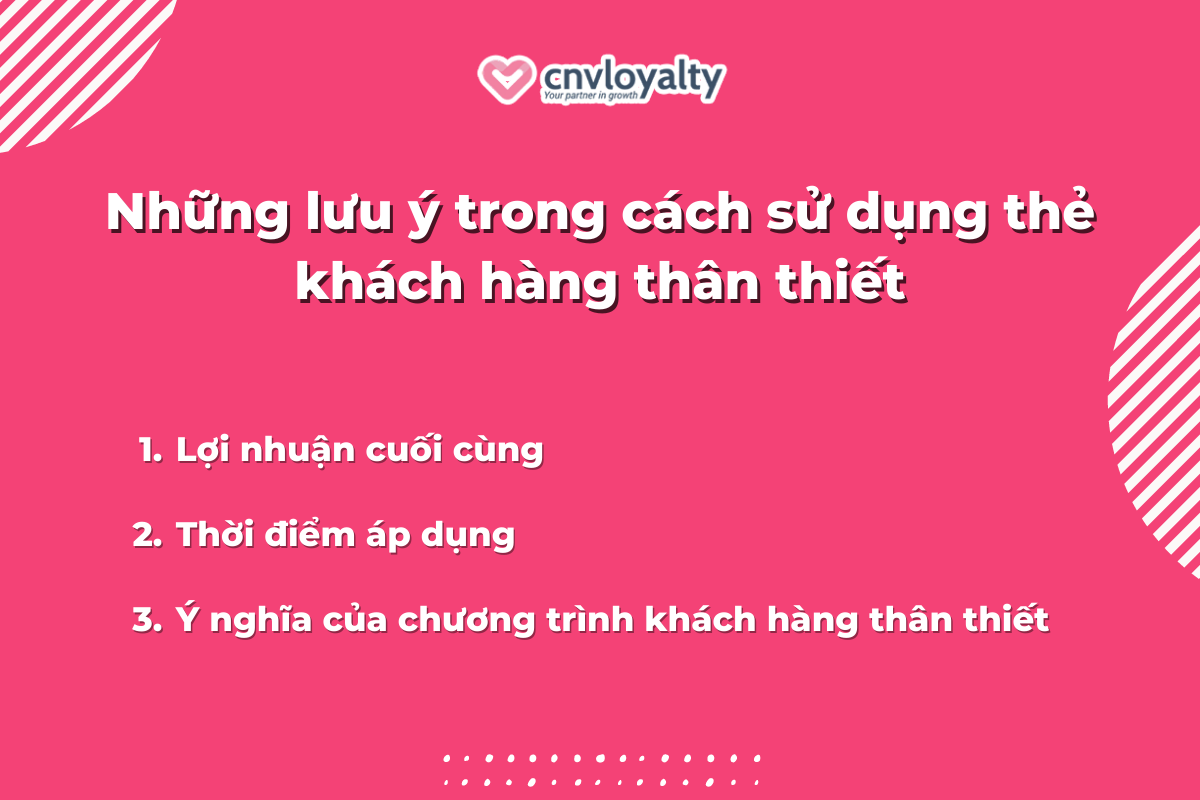 cnvloyalty
Your partner in growth
Những lưu ý trong cách sử dụng thẻ
khách hàng thân thiết
1. Lợi nhuận cuối cùng
2. Thời điểm áp dụng
3. Ý nghĩa của chương trình khách hàng thân thiết